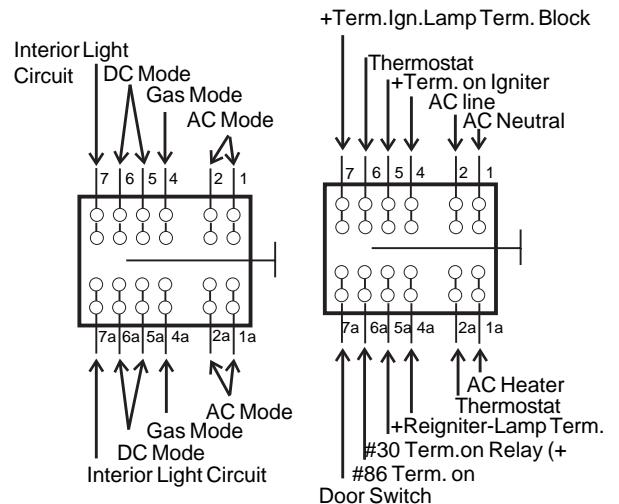 +Term.Ign.Lamp Term. Block
Interior Light
Circuit
DC Mode
Gas Mode
AC Mode
Thermostat
+Term. on Igniter
AC line
AC Neutral
7 6 5 4 2 1
7 6 5 4 2 1
7a 6a 5a 4a 2a 1a
7a 6a 5a 4a 2a 1a
AC Mode
Gas Mode
DC Mode
Interior Light Circuit
AC Heater
Thermostat
+Reigniter-Lamp Term.
#30 Term.on Relay (+
#86 Term. on
Door Switch